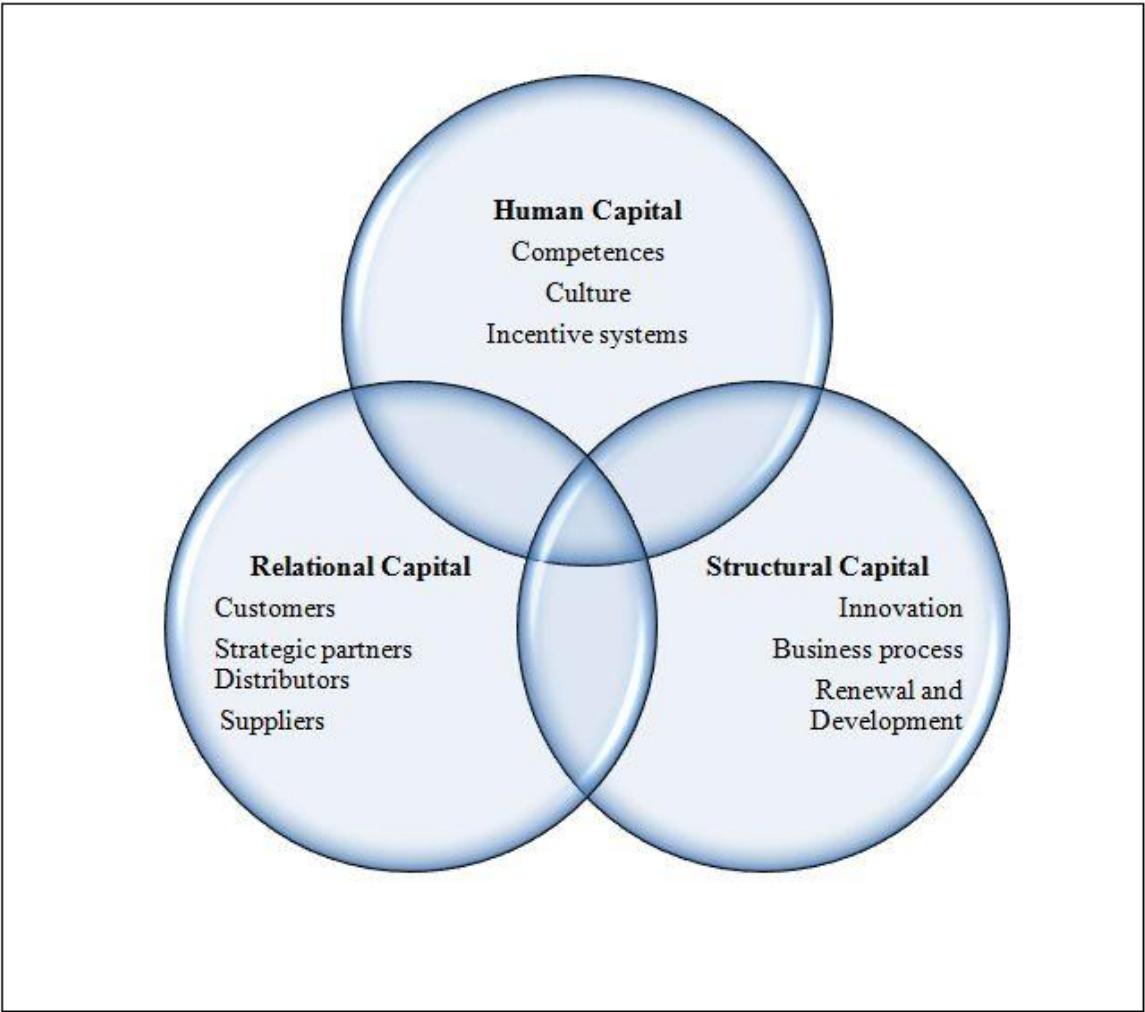 Human Capital
Competences
Culture
Incentive systems
Relational Capital
Customers
Strategic partners
Distributors
Suppliers
Structural Capital
Innovation
Business process
Renewal and
Development